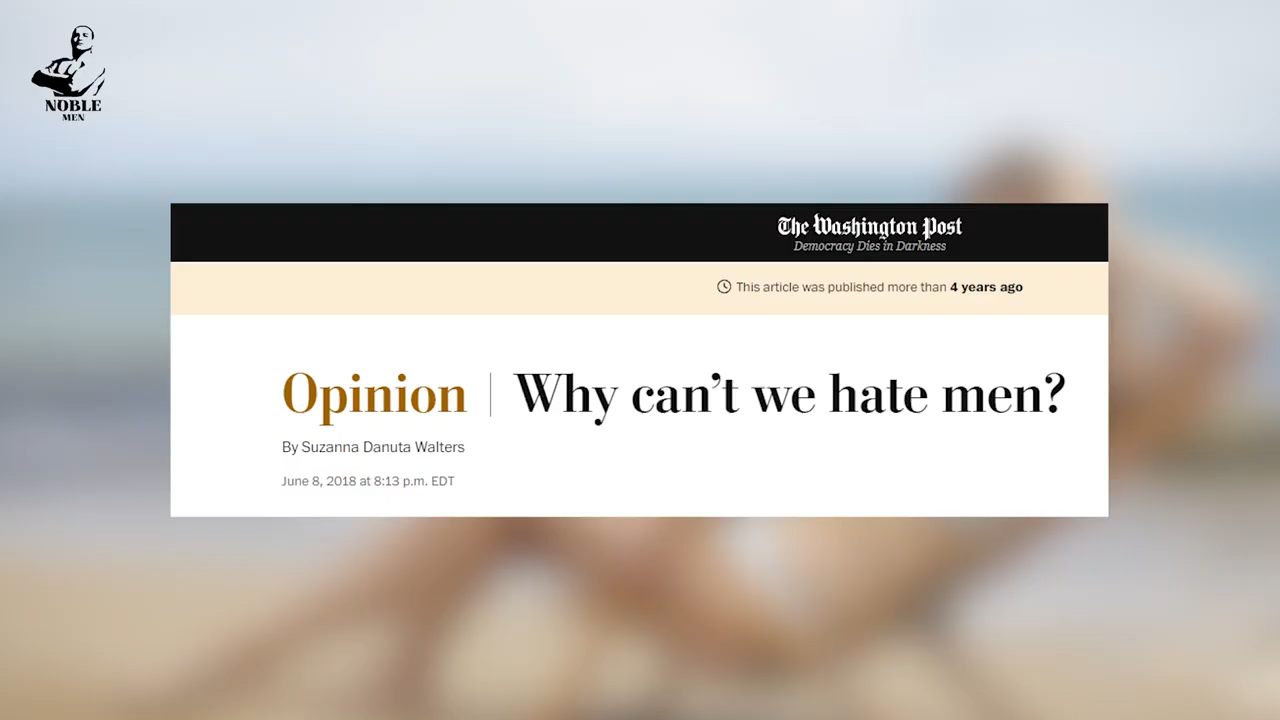 NOBLE
MEN
The Washington Post
Democracy Dies in Darkness
This article was published more than 4 years ago
Opinion | Why can't we hate men?
By Suzanna Danuta Walters
June 8, 2018 at 8:13 p.m. EDT